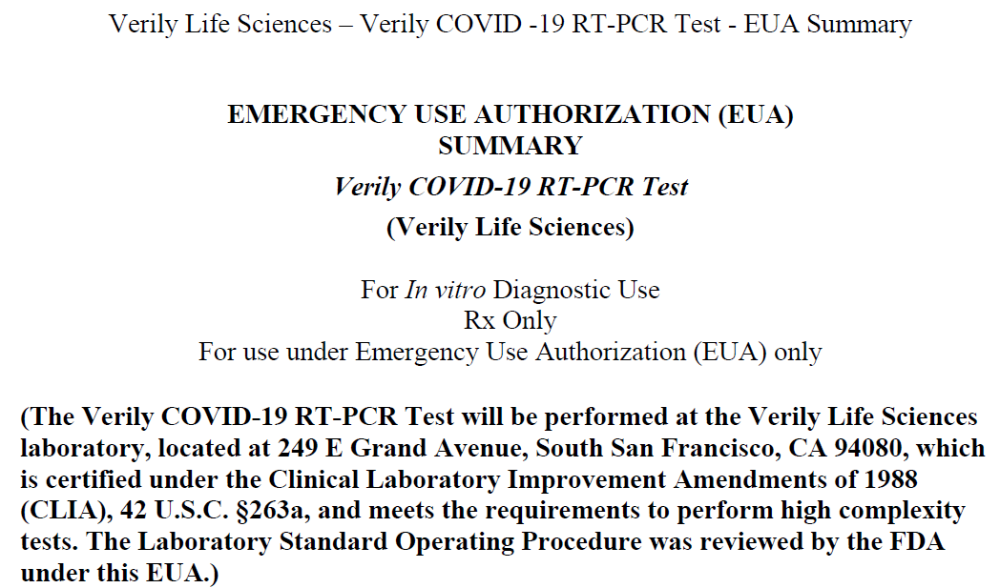 Verily Life Sciences – Verily COVID -19 RT-PCR Test - EUA Summary
EMERGENCY USE AUTHORIZATION (EUA)
SUMMARY
Verily COVID-19 RT-PCR Test
(Verily Life Sciences)
For In vitro Diagnostic Use
Rx Only
For use under Emergency Use Authorization (EUA) only
(The Verily COVID-19 RT-PCR Test will be performed at the Verily Life Sciences
laboratory, located at 249 E Grand Avenue, South San Francisco, CA 94080, which
is certified under the Clinical Laboratory Improvement Amendments of 1988
(CLIA), 42 U.S.C. §263a, and meets the requirements to perform high complexity
tests. The Laboratory Standard Operating Procedure was reviewed by the FDA
under this EUA.)